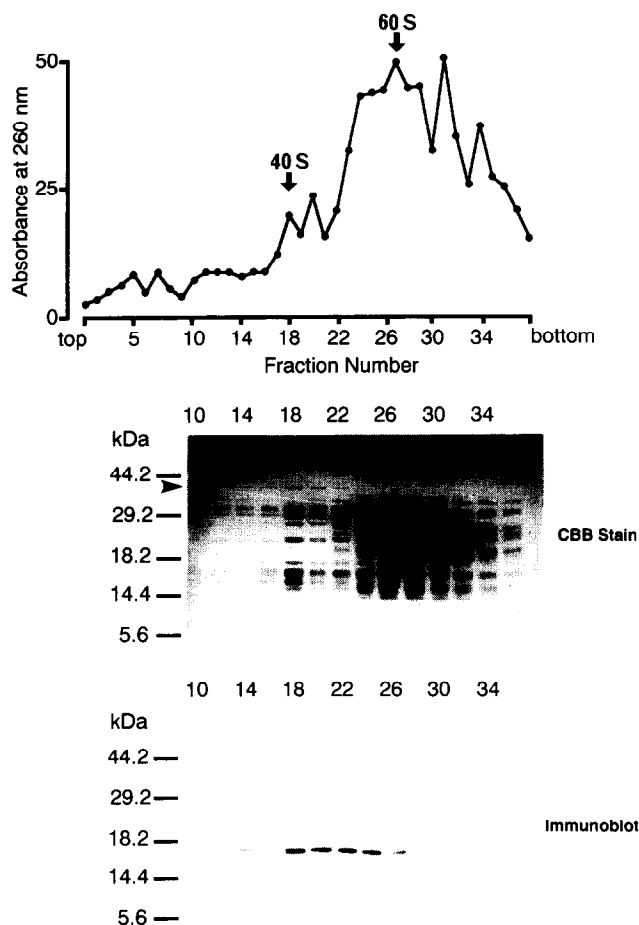 60 S
50
40 S
25
0
Absorbance at 260 nm
top 5 10 14 18 22 26 30 34 bottom
Fraction Number
10 14 18 22 26 30 34
kDa
44.2
29.2
18.2
14.4
5.6
CBB Stain
10 14 18 22 26 30 34
kDa
44.2
29.2
18.2
14.4
5.6
Immunoblot